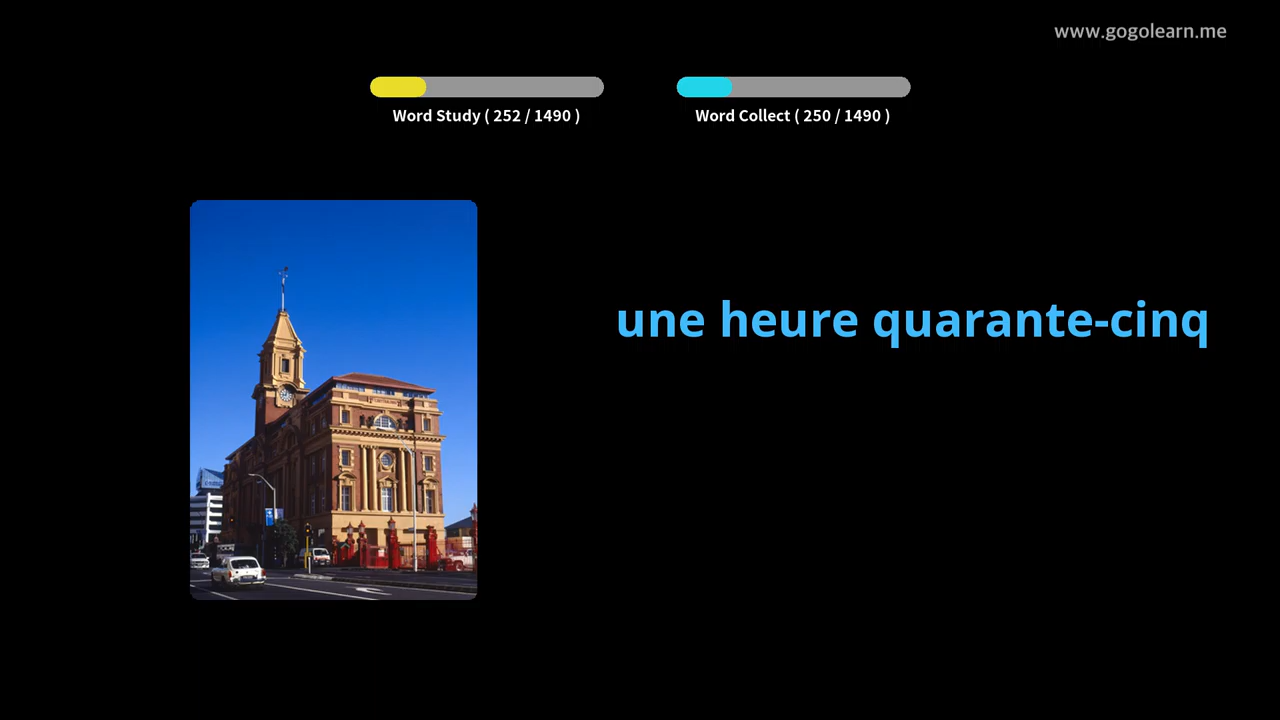 www.gogolearn.me
Word Study ( 252 / 1490 )
Word Collect ( 250 / 1490 )
une heure quarante-cinq